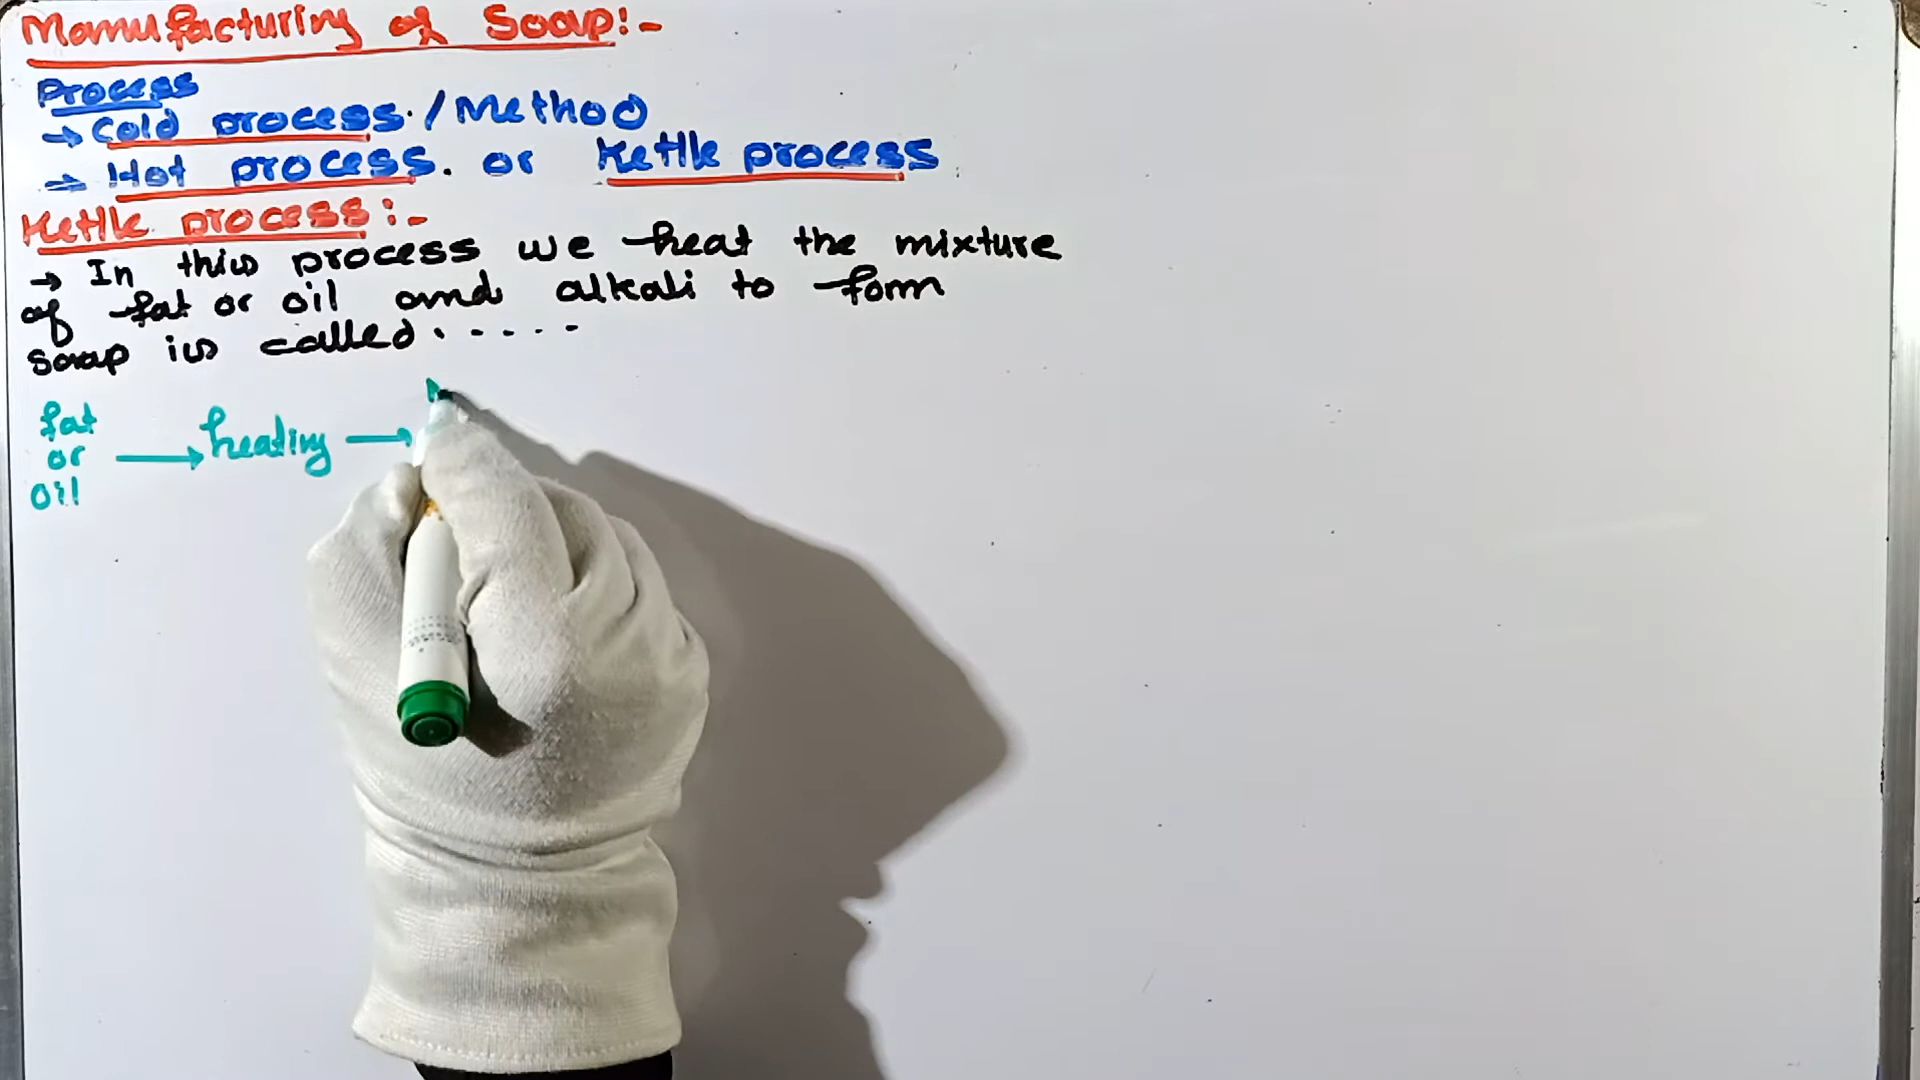 Manufacturing of Soap:-
Process
→ Cold process. / Method
→ Hot process. or Kettle process
Kettle process:-
→ In this process we heat the mixture
of fat or oil and alkali to form
Soap is called . - - - -
fat
or → heating →
oil